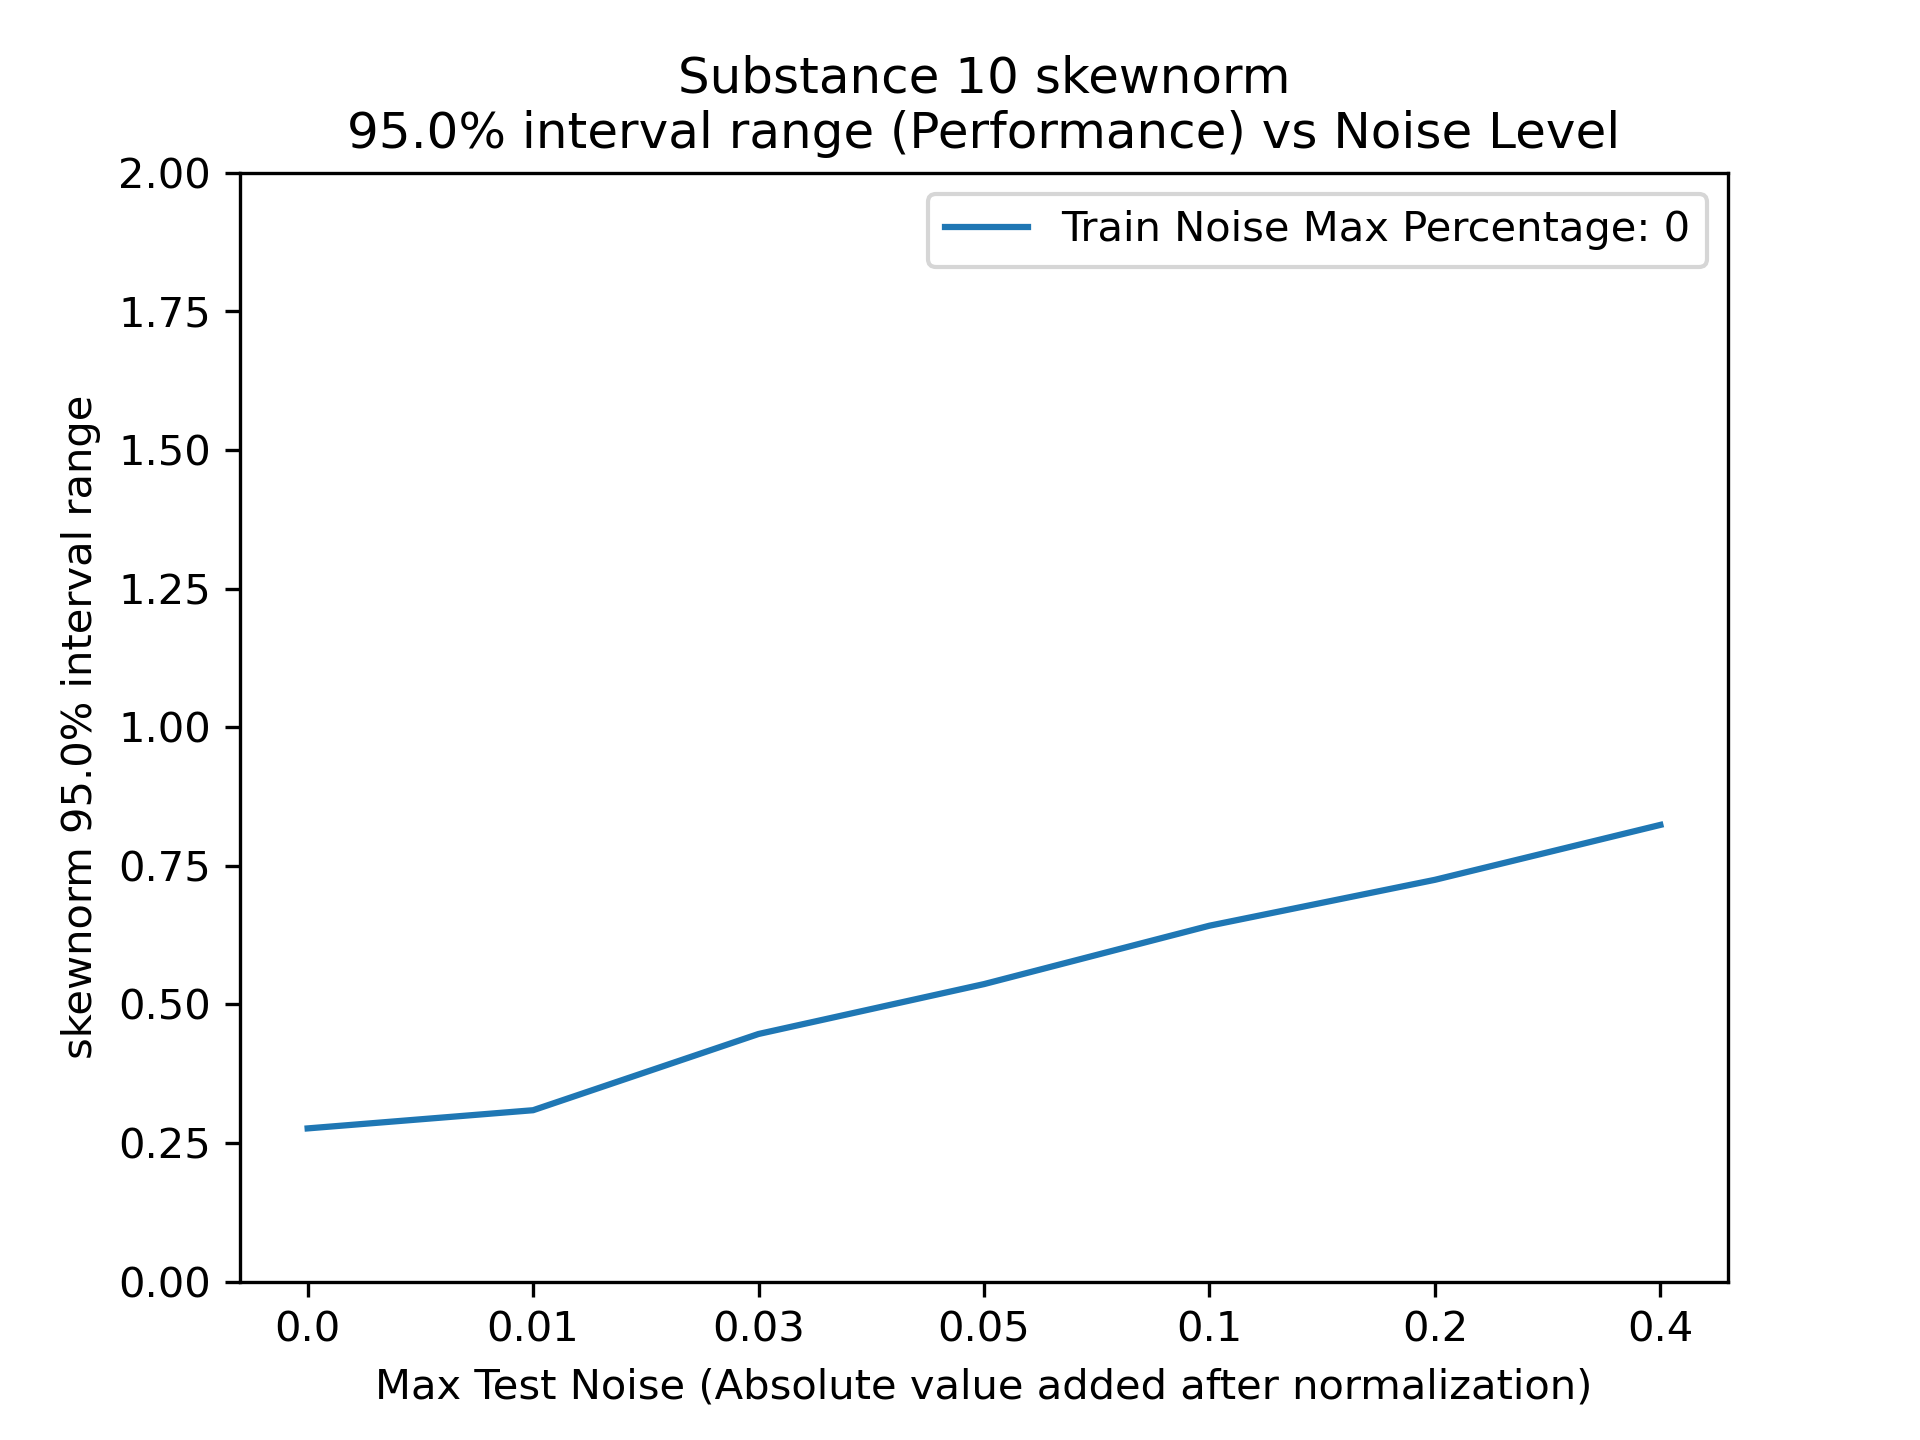 Substance 10 skewnorm
95.0% interval range (Performance) vs Noise Level
Train Noise Max Percentage: 0
skewnorm 95.0% interval range
2.00
1.75
1.50
1.25
1.00
0.75
0.50
0.25
0.00
0.0 0.01 0.03 0.05 0.1 0.2 0.4
Max Test Noise (Absolute value added after normalization)